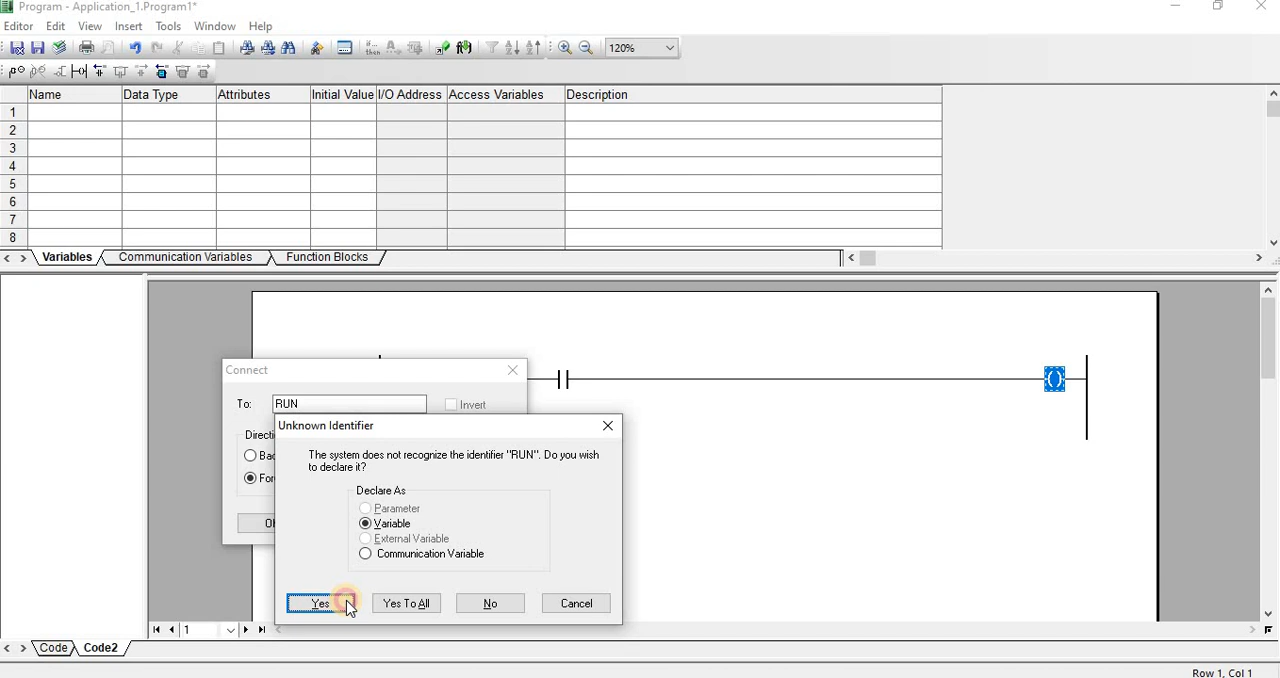 Program - Application_1.Program1*
Editor Edit View Insert Tools Window Help
120%
Name Data Type Attributes Initial Value I/O Address Access Variables Description
1
2
3
4
5
6
7
8
Variables Communication Variables Function Blocks
Connect
To: RUN Invert
Unknown Identifier
The system does not recognize the identifier "RUN". Do you wish
to declare it?
Directi
Bac
For
Declare As
Parameter
Variable
External Variable
Communication Variable
Yes Yes To All No Cancel
1
Code Code2
Row 1, Col 1